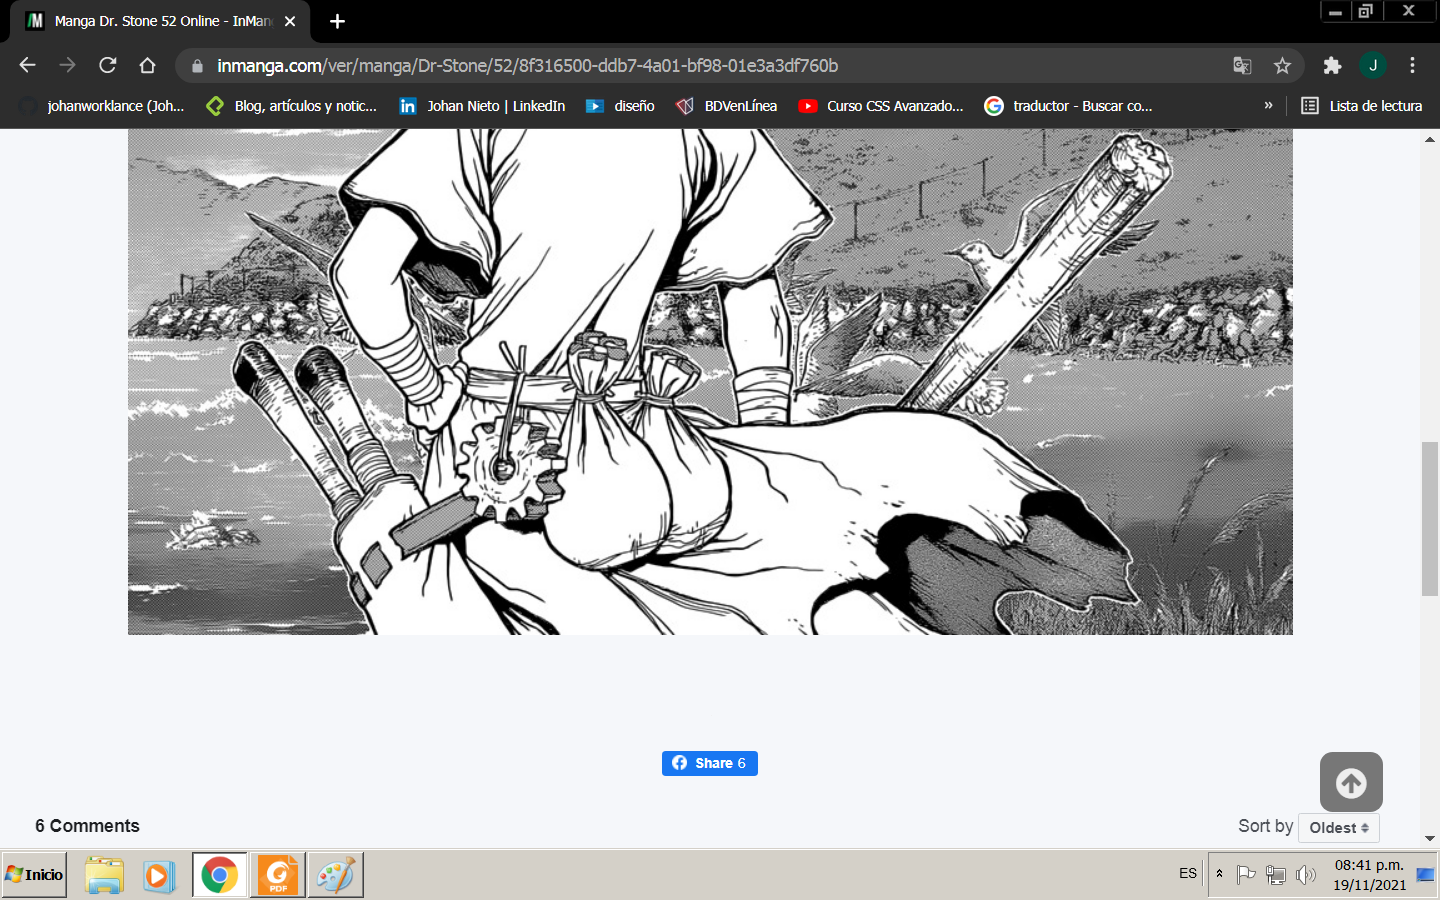 Manga Dr. Stone 52 Online - InMan
inmanga.com/ver/manga/Dr-Stone/52/8f316500-ddb7-4a01-bf98-01e3a3df760b
J
johanworklance (Joh...
Blog, artículos y notic...
Johan Nieto | LinkedIn
diseño
BDVenLínea
Curso CSS Avanzado...
traductor - Buscar co...
»
Lista de lectura
Share 6
6 Comments
Sort by Oldest
Inicio
PDF
ES
08:41 p.m.
19/11/2021